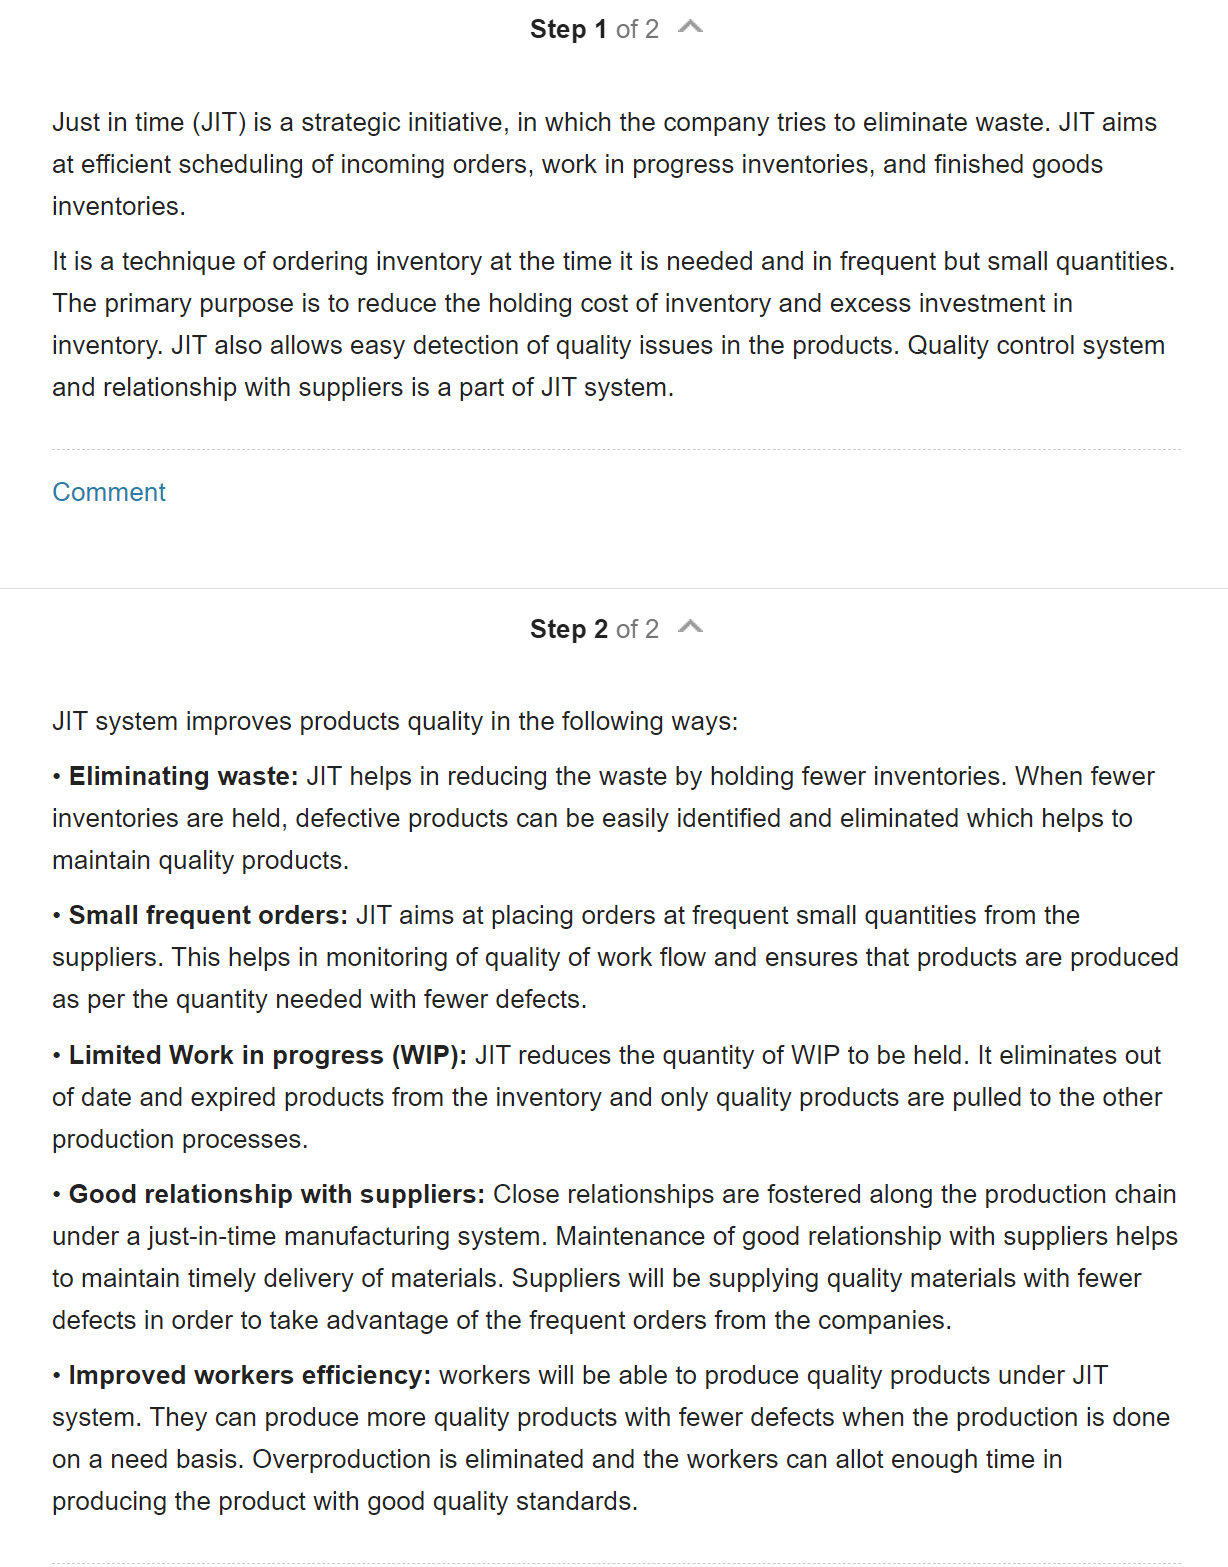 Step 1 of 2
Just in time (JIT) is a strategic initiative, in which the company tries to eliminate waste. JIT aims
at efficient scheduling of incoming orders, work in progress inventories, and finished goods
inventories.
It is a technique of ordering inventory at the time it is needed and in frequent but small quantities.
The primary purpose is to reduce the holding cost of inventory and excess investment in
inventory. JIT also allows easy detection of quality issues in the products. Quality control system
and relationship with suppliers is a part of JIT system.
Comment
Step 2 of 2
JIT system improves products quality in the following ways:
• Eliminating waste: JIT helps in reducing the waste by holding fewer inventories. When fewer
inventories are held, defective products can be easily identified and eliminated which helps to
maintain quality products.
• Small frequent orders: JIT aims at placing orders at frequent small quantities from the
suppliers. This helps in monitoring of quality of work flow and ensures that products are produced
as per the quantity needed with fewer defects.
• Limited Work in progress (WIP): JIT reduces the quantity of WIP to be held. It eliminates out
of date and expired products from the inventory and only quality products are pulled to the other
production processes.
• Good relationship with suppliers: Close relationships are fostered along the production chain
under a just-in-time manufacturing system. Maintenance of good relationship with suppliers helps
to maintain timely delivery of materials. Suppliers will be supplying quality materials with fewer
defects in order to take advantage of the frequent orders from the companies.
• Improved workers efficiency: workers will be able to produce quality products under JIT
system. They can produce more quality products with fewer defects when the production is done
on a need basis. Overproduction is eliminated and the workers can allot enough time in
producing the product with good quality standards.